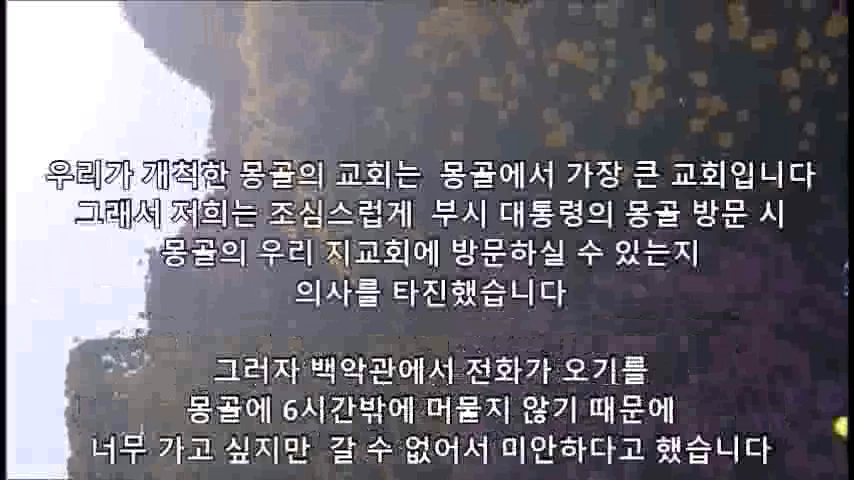 우리가 개척한 몽골의 교회는 몽골에서 가장 큰 교회입니다
그래서 저희는 조심스럽게 부시 대통령의 몽골 방문 시
몽골의 우리 지교회에 방문하실 수 있는지
의사를 타진했습니다
그러자 백악관에서 전화가 오기를
몽골에 6시간밖에 머물지 않기 때문에
너무 가고 싶지만 갈 수 없어서 미안하다고 했습니다